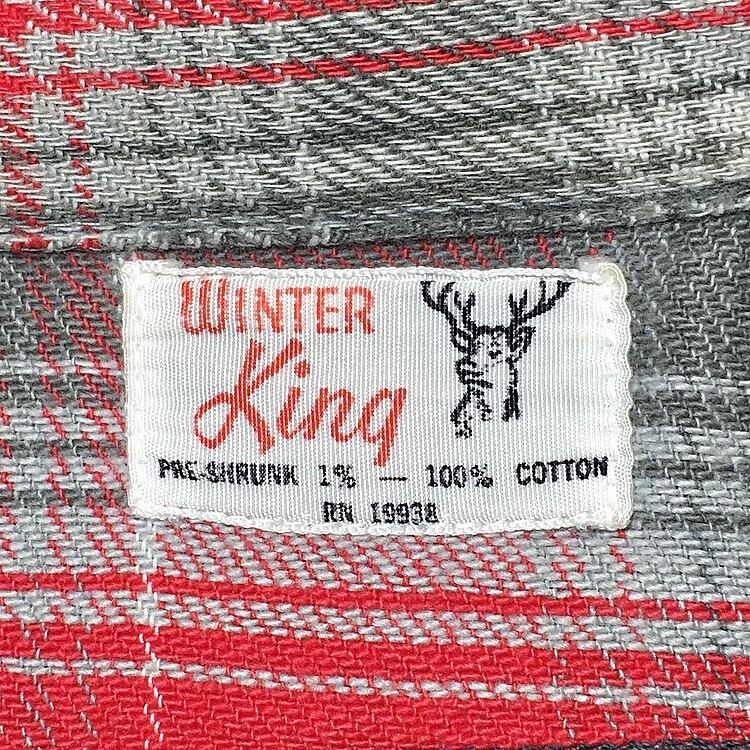 WINTER
King
PRE-SHRUNK 1% — 100% COTTON
RN 19938